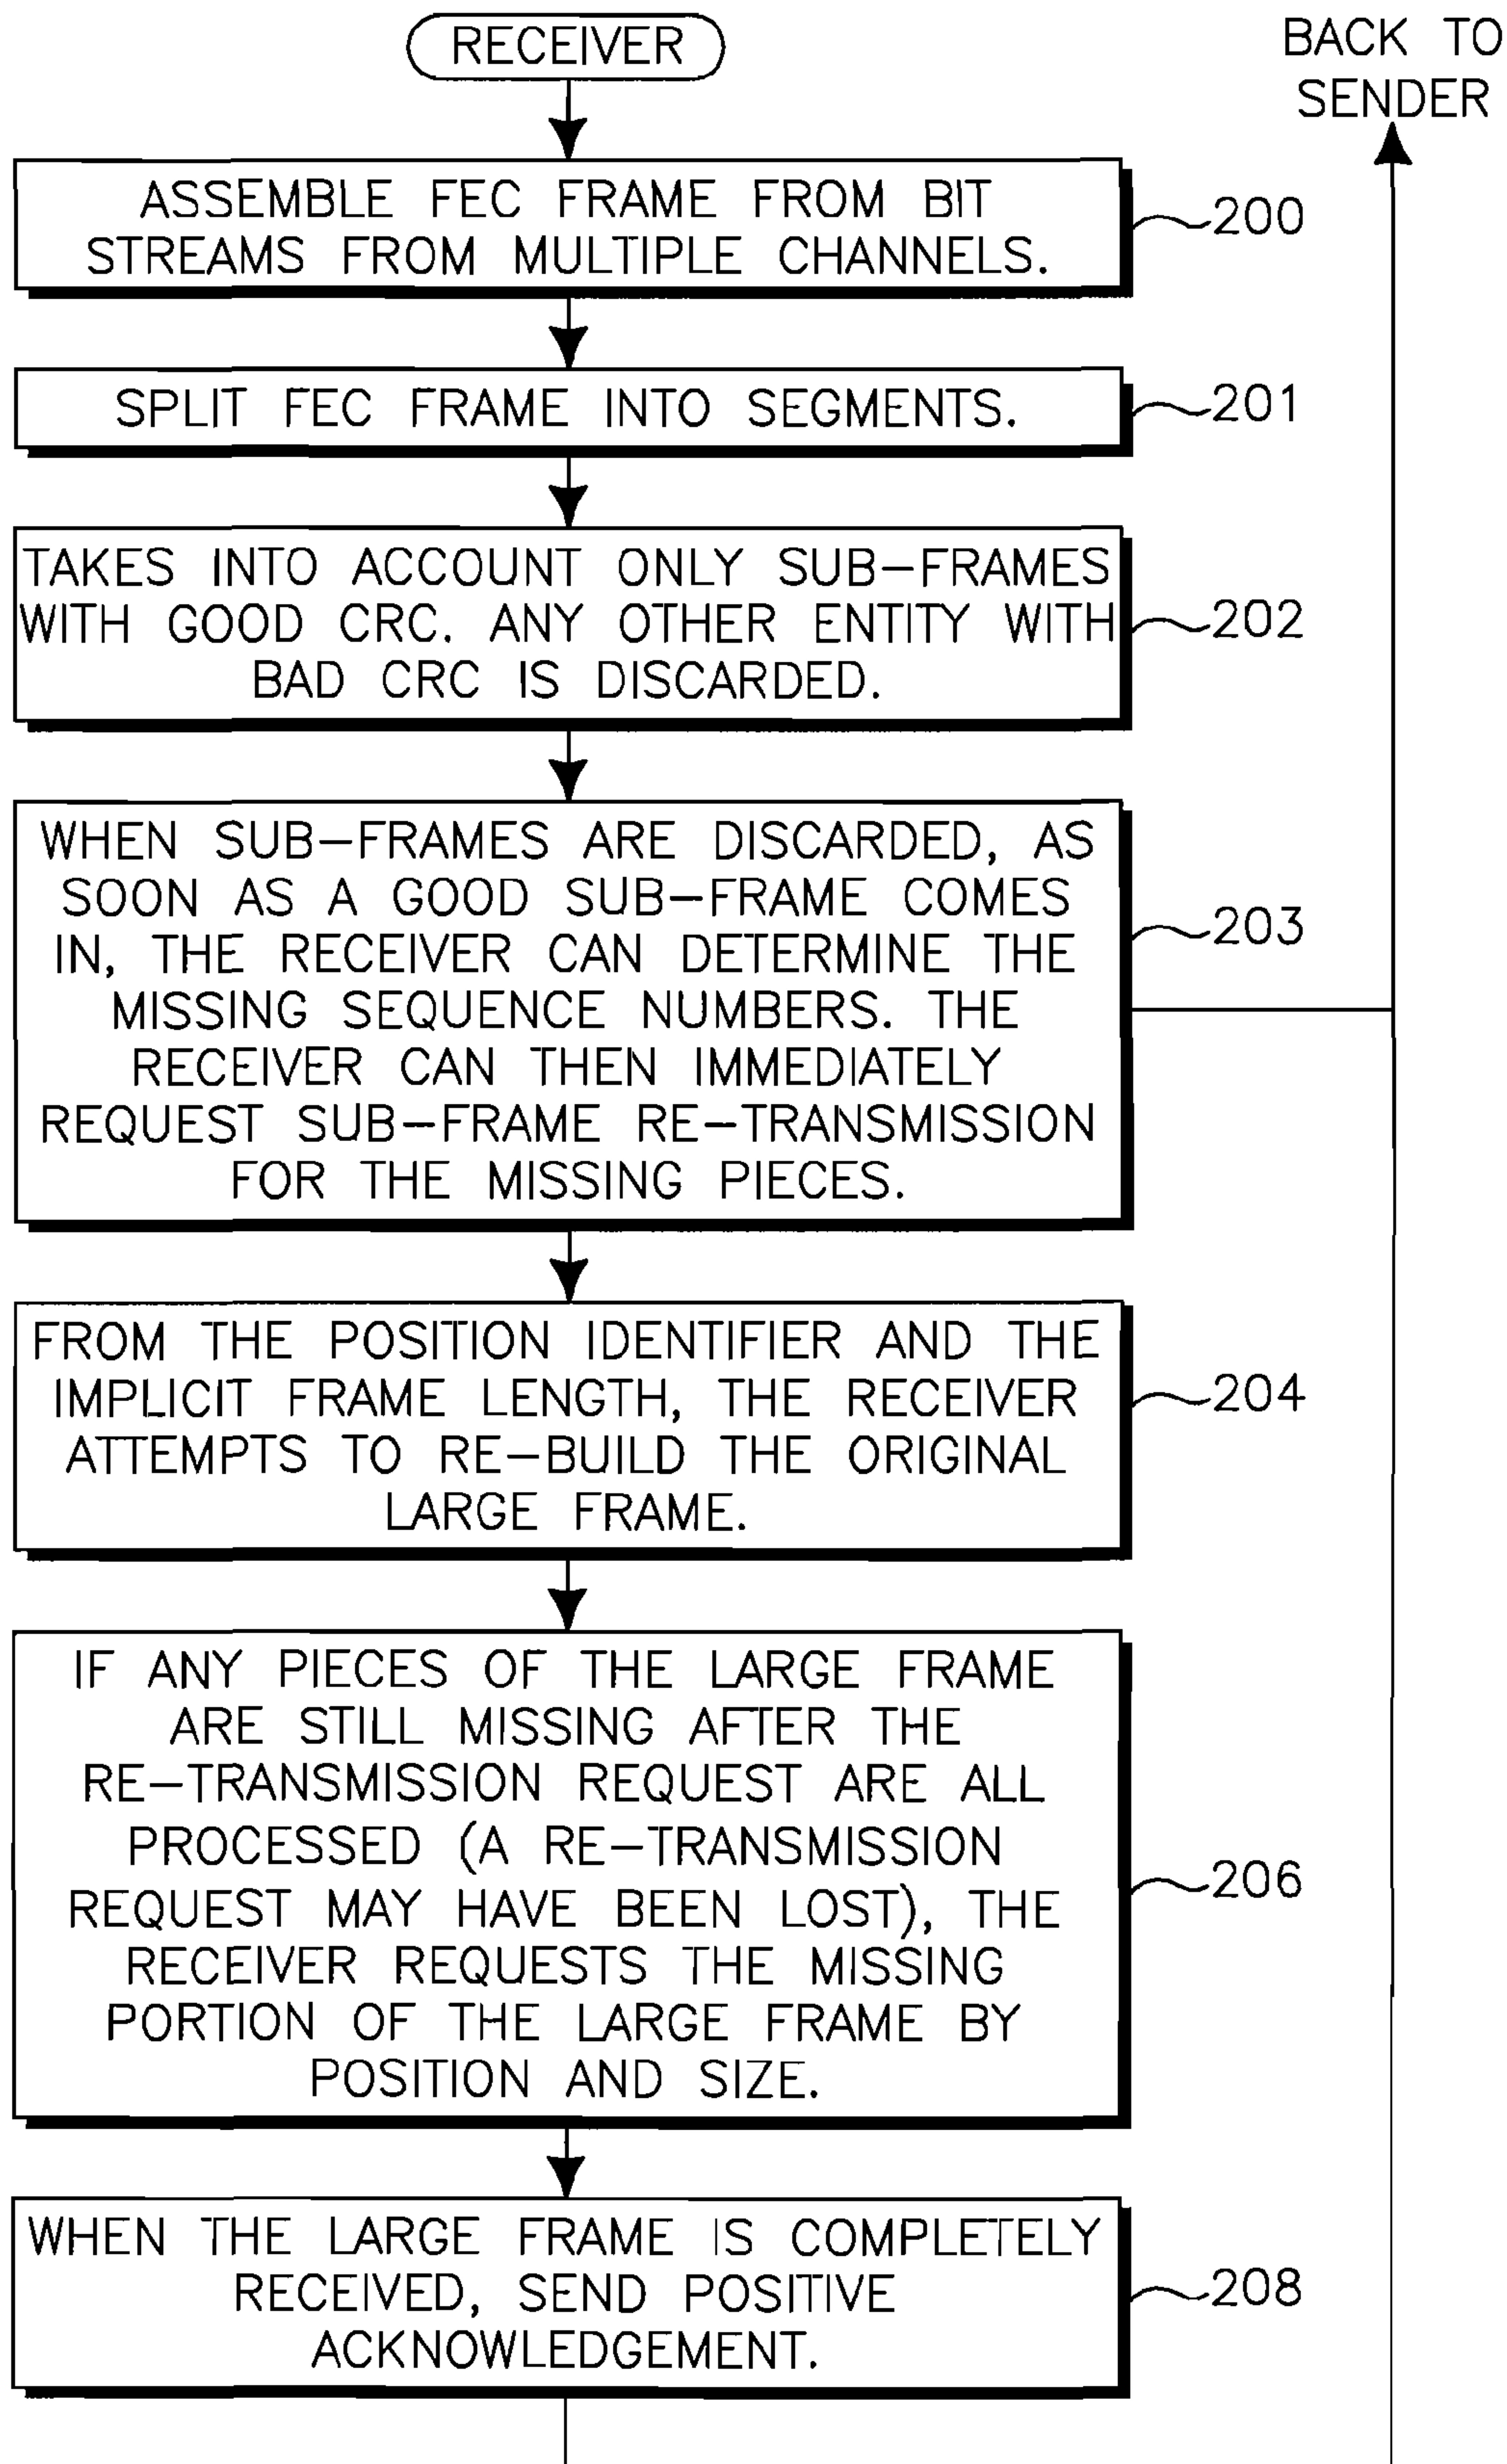 RECEIVER
BACK TO
SENDER
ASSEMBLE FEC FRAME FROM BIT
STREAMS FROM MULTIPLE CHANNELS.
200
SPLIT FEC FRAME INTO SEGMENTS.
201
TAKES INTO ACCOUNT ONLY SUB-FRAMES
WITH GOOD CRC. ANY OTHER ENTITY WITH
BAD CRC IS DISCARDED.
202
WHEN SUB-FRAMES ARE DISCARDED, AS
SOON AS A GOOD SUB-FRAME COMES
IN, THE RECEIVER CAN DETERMINE THE
MISSING SEQUENCE NUMBERS. THE
RECEIVER CAN THEN IMMEDIATELY
REQUEST SUB-FRAME RE-TRANSMISSION
FOR THE MISSING PIECES.
203
FROM THE POSITION IDENTIFIER AND THE
IMPLICIT FRAME LENGTH, THE RECEIVER
ATTEMPTS TO RE-BUILD THE ORIGINAL
LARGE FRAME.
204
IF ANY PIECES OF THE LARGE FRAME
ARE STILL MISSING AFTER THE
RE-TRANSMISSION REQUEST ARE ALL
PROCESSED (A RE-TRANSMISSION
REQUEST MAY HAVE BEEN LOST), THE
RECEIVER REQUESTS THE MISSING
PORTION OF THE LARGE FRAME BY
POSITION AND SIZE.
206
WHEN THE LARGE FRAME IS COMPLETELY
RECEIVED, SEND POSITIVE
ACKNOWLEDGEMENT.
208